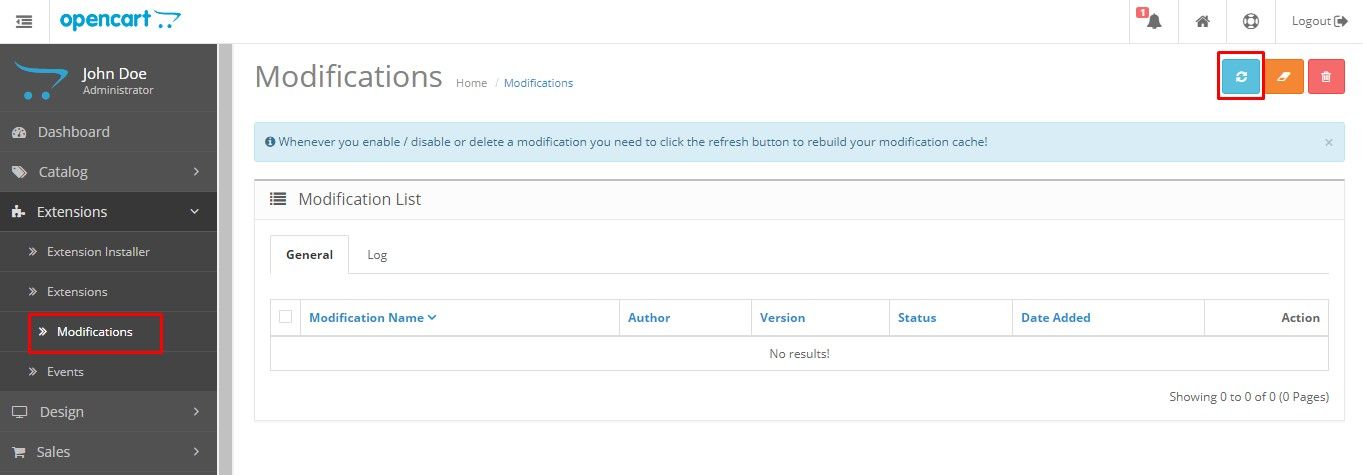 opencart
1
Logout
John Doe
Administrator
Dashboard
Catalog
Extensions
Extension Installer
Extensions
Modifications
Events
Design
Sales
Modifications Home / Modifications
Whenever you enable / disable or delete a modification you need to click the refresh button to rebuild your modification cache! ×
Modification List
General Log
Modification Name Author Version Status Date Added Action
No results!
Showing 0 to 0 of 0 (0 Pages)